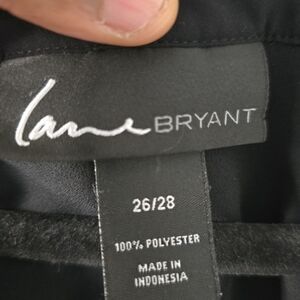 lane BRYANT
26/28
100% POLYESTER
MADE IN
INDONESIA